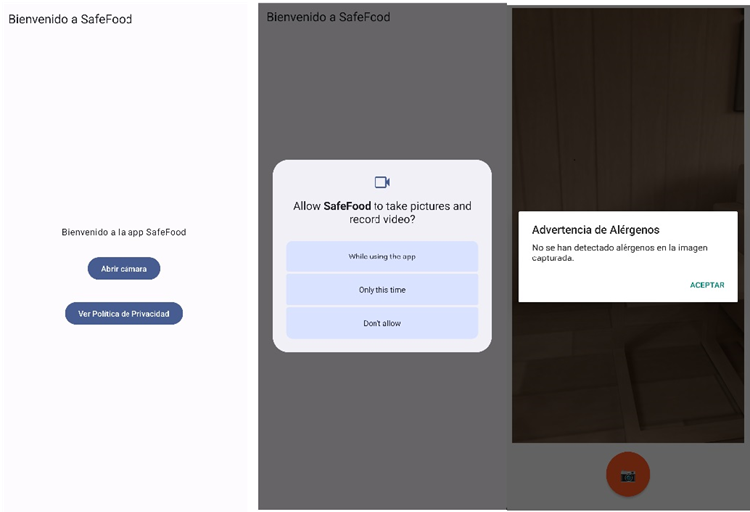 Bienvenido a SafeFood
Bienvenido a la app SafeFood
Abrir cámara
Ver Política de Privacidad
Bienvenido a SafeFood
Allow SafeFood to take pictures and
record video?
While using the app
Only this time
Don't allow
Advertencia de Alérgenos
No se han detectado alérgenos en la imagen
capturada.
ACEPTAR